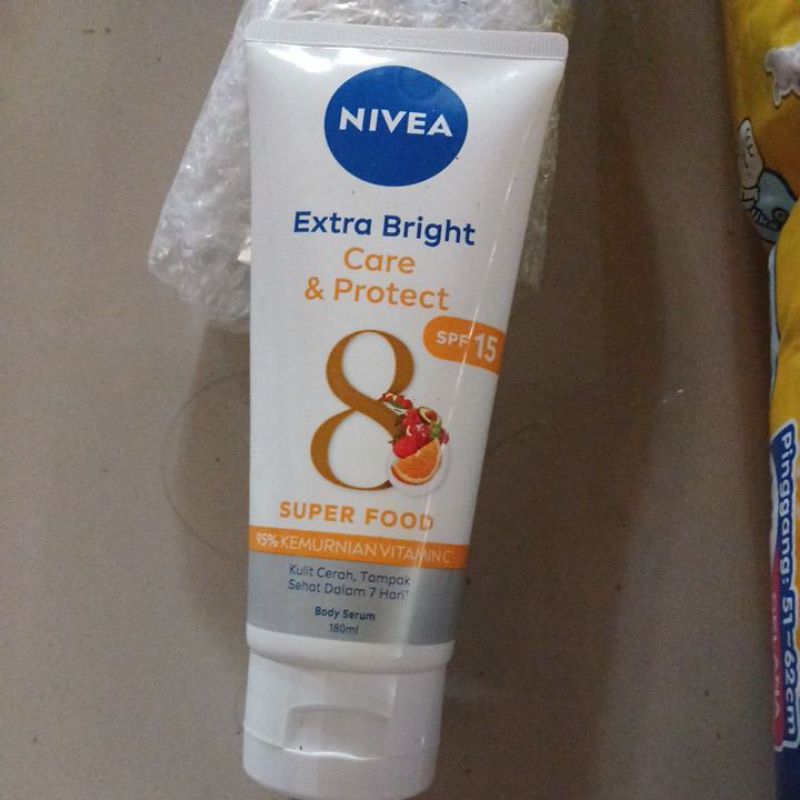 NIVEA
Extra Bright
Care
& Protect
SPF 15
8
SUPER FOOD
95% KEMURNIAN VITAMIN C
Kulit Cerah, Tampak
Sehat Dalam 7 Hari
Body Serum
180ml
Pinggang: 51~62cm